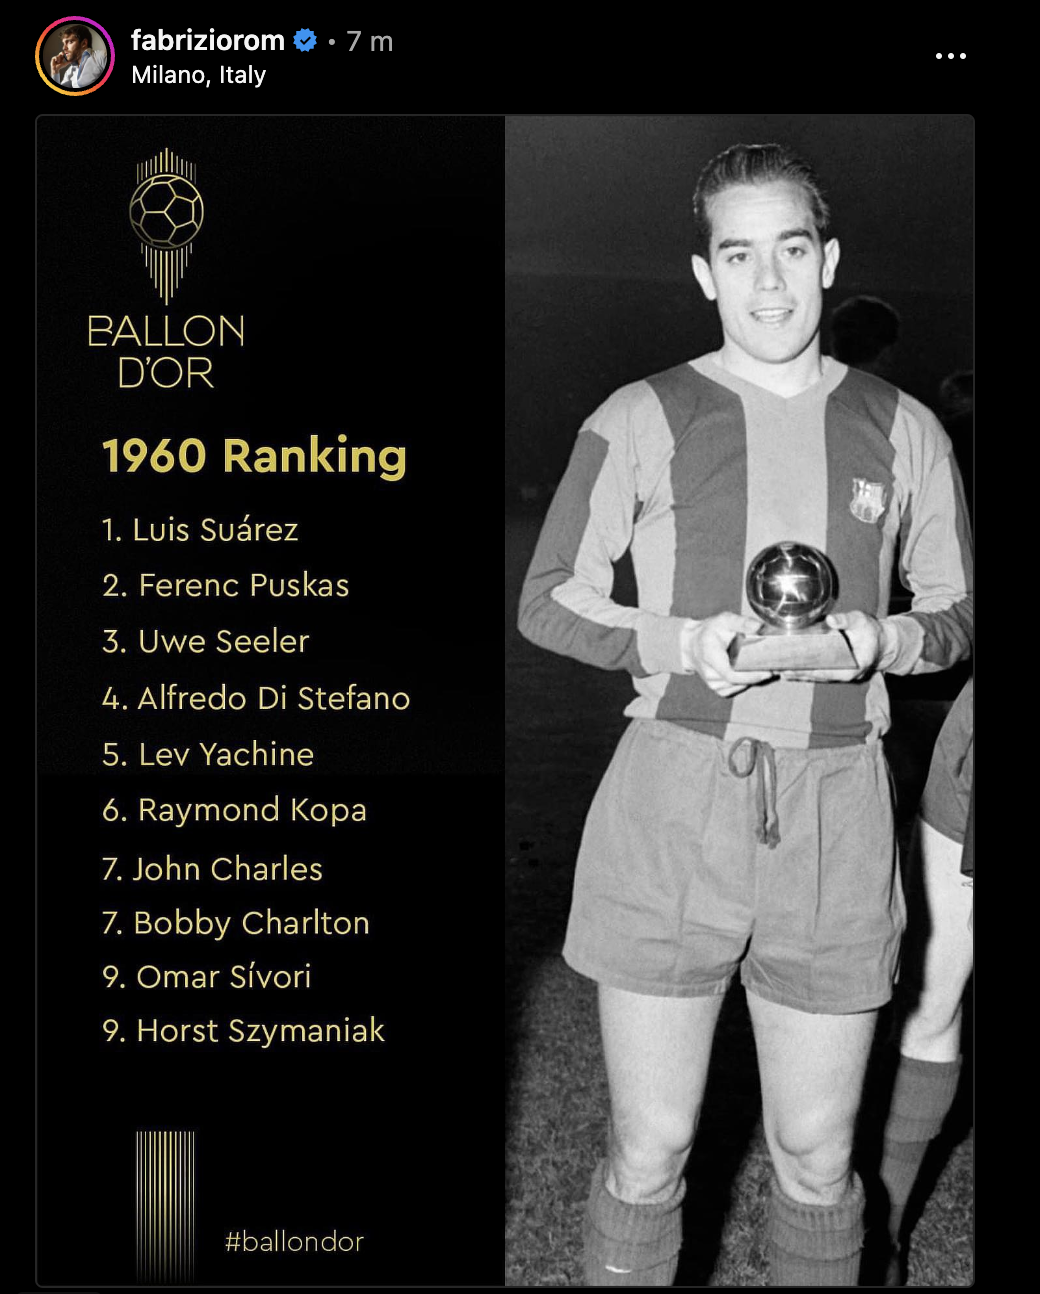 fabriziorom • 7 m
Milano, Italy
BALLON
D'OR
1960 Ranking
1. Luis Suárez
2. Ferenc Puskas
3. Uwe Seeler
4. Alfredo Di Stefano
5. Lev Yachine
6. Raymond Kopa
7. John Charles
7. Bobby Charlton
9. Omar Sívori
9. Horst Szymaniak
#ballondor